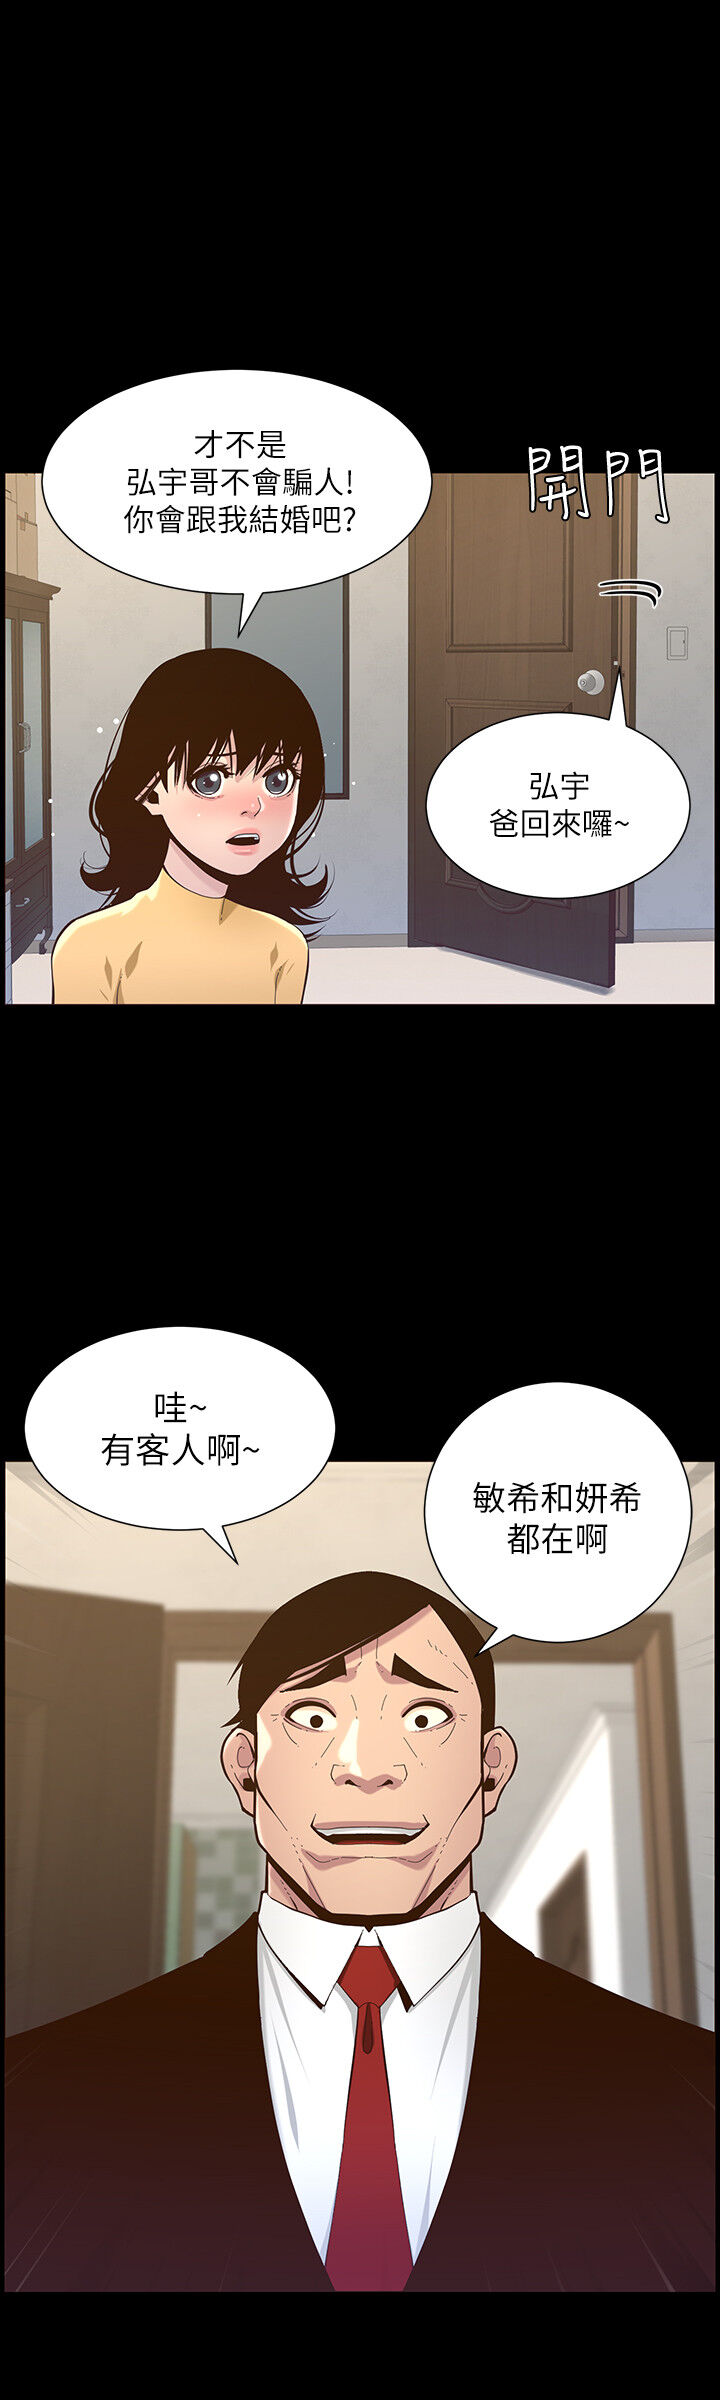 才不是
弘宇哥不會騙人!
你會跟我結婚吧?
開門
弘宇
爸回來囉~
哇~
有客人啊~
敏希和妍希
都在啊